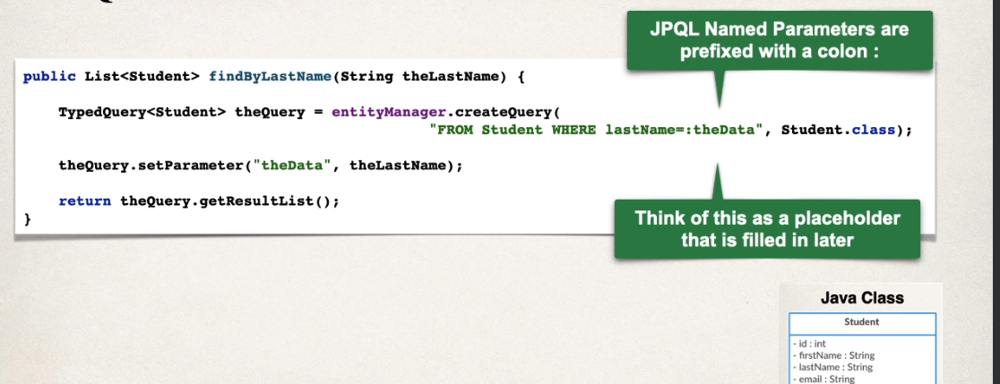 JPQL Named Parameters are
prefixed with a colon :
public List<Student> findByLastName(String theLastName) {
TypedQuery<Student> theQuery = entityManager.createQuery(
"FROM Student WHERE lastName=:theData", Student.class);
theQuery.setParameter("theData", theLastName);
return theQuery.getResultList();
}
Think of this as a placeholder
that is filled in later
Java Class
Student
- id : int
- firstName : String
- lastName : String
- email : String